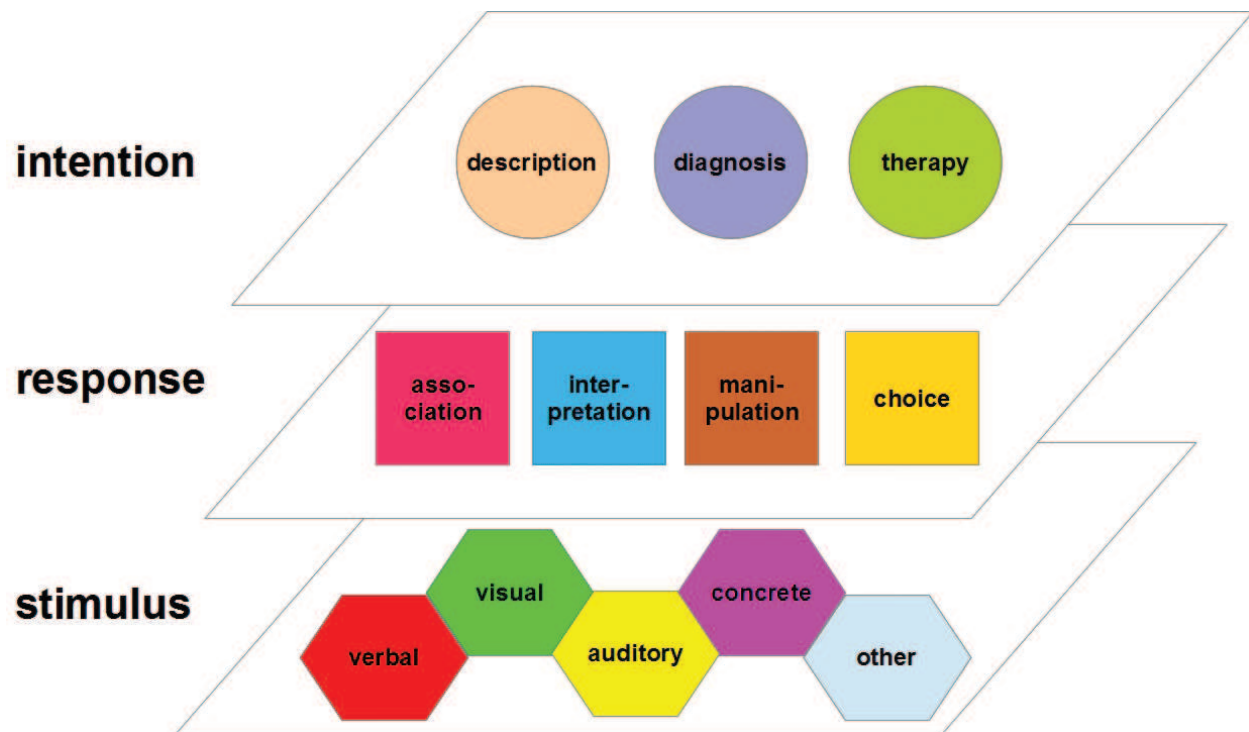 intention
description
diagnosis
therapy
response
asso-
ciation
inter-
pretation
mani-
pulation
choice
stimulus
verbal
visual
auditory
concrete
other